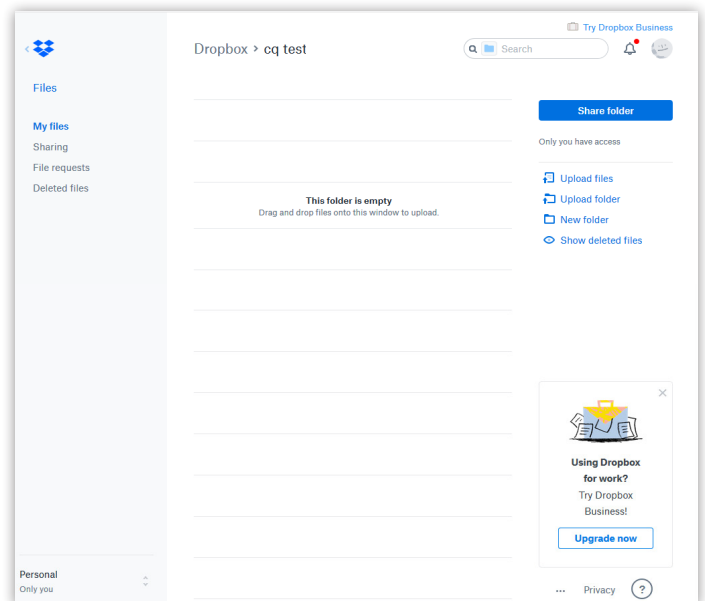 Try Dropbox Business
Dropbox > cq test
Search
Files
My files
Sharing
File requests
Deleted files
This folder is empty
Drag and drop files onto this window to upload.
Share folder
Only you have access
Upload files
Upload folder
New folder
Show deleted files
Using Dropbox
for work?
Try Dropbox
Business!
Upgrade now
Personal
Only you
... Privacy ?